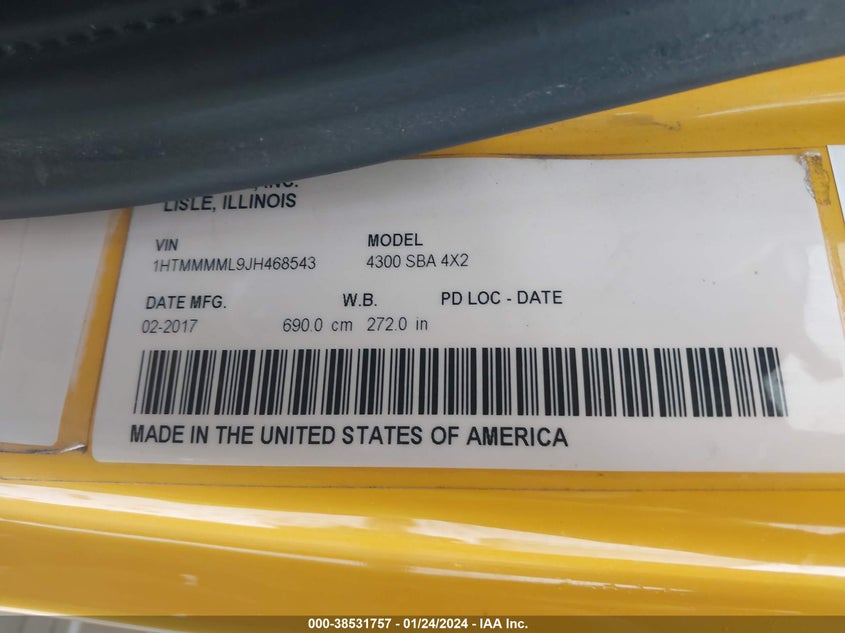 INC.
LISLE, ILLINOIS
VIN MODEL
1HTMMMML9JH468543 4300 SBA 4X2
DATE MFG. W.B. PD LOC - DATE
02-2017 690.0 cm 272.0 in
MADE IN THE UNITED STATES OF AMERICA
000-38531757 - 01/24/2024 - IAA Inc.